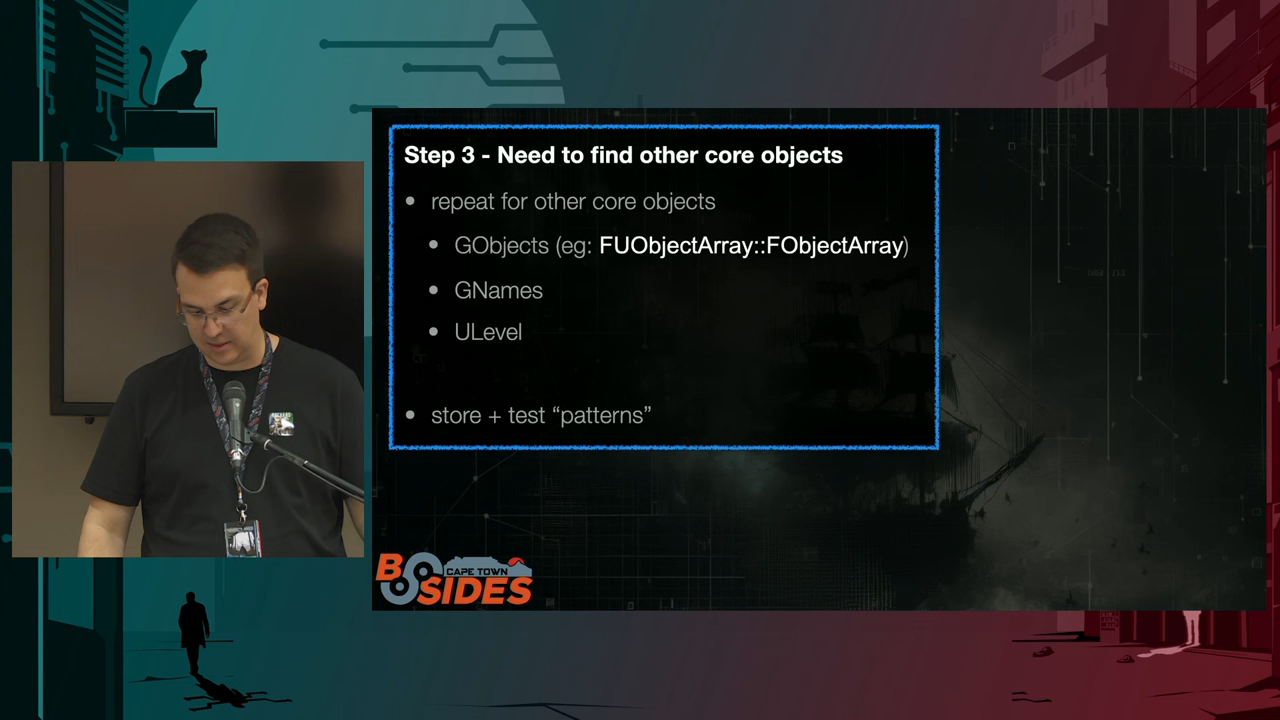 Step 3 - Need to find other core objects
repeat for other core objects
GObjects (eg: FUObjectArray::FObjectArray)
GNames
ULevel
store + test “patterns”
BSIDES
CAPE TOWN